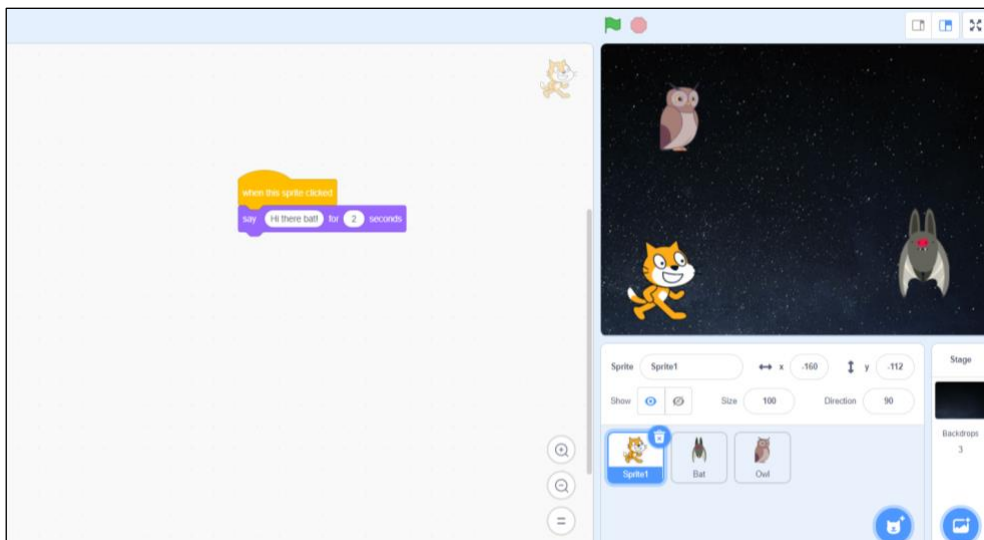 when this sprite clicked
say Hi there bat! for 2 seconds
Sprite Sprite1 x -160 y -112
Show Size 100 Direction 90
Sprite1 Bat Owl
Stage
Backdrops
3